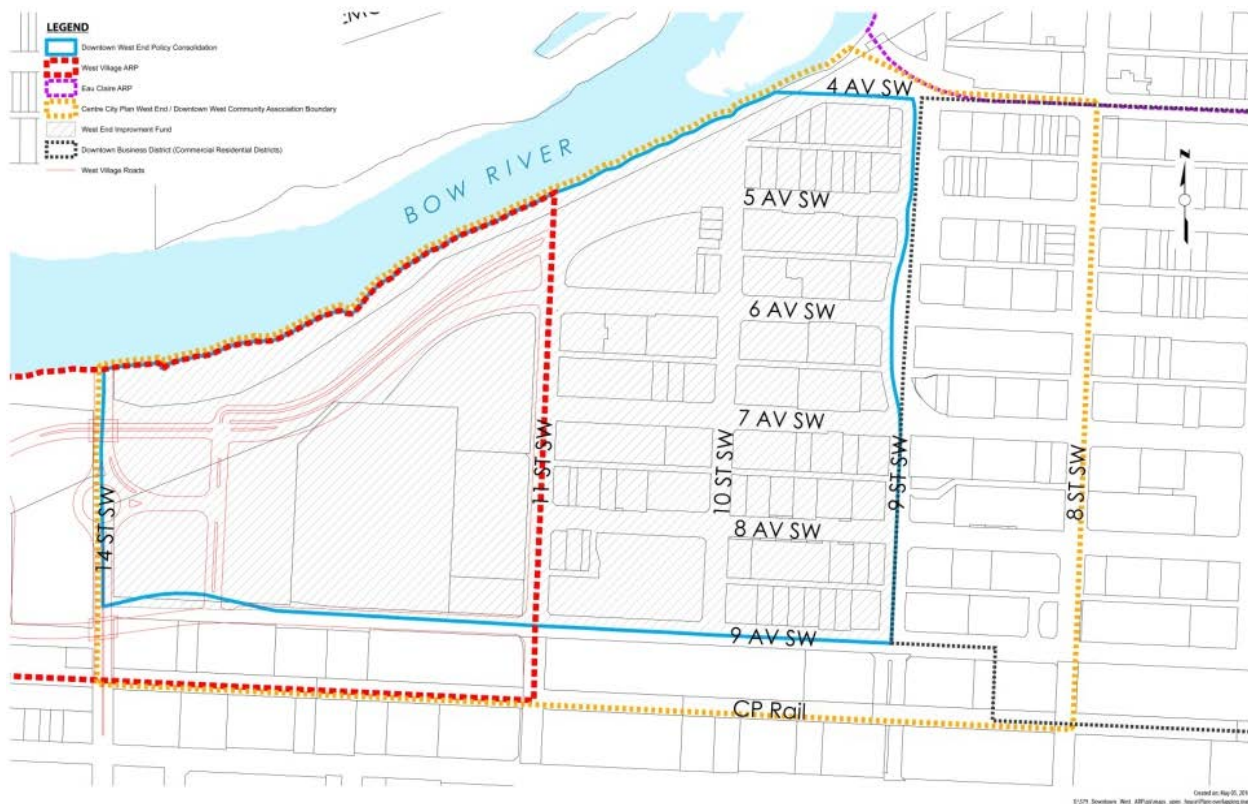 EMO
LEGEND
Downtown West End Policy Consolidation
West Village ARP
Eau Claire ARP
Centre City Plan West End / Downtown West Community Association Boundary
West End Improvment Fund
Downtown Business District (Commercial Residential Districts)
West Village Roads
BOW RIVER
4 AV SW
5 AV SW
6 AV SW
7 AV SW
8 AV SW
9 AV SW
14 ST SW
11 ST SW
10 ST SW
9 ST SW
8 ST SW
CP Rail
Z